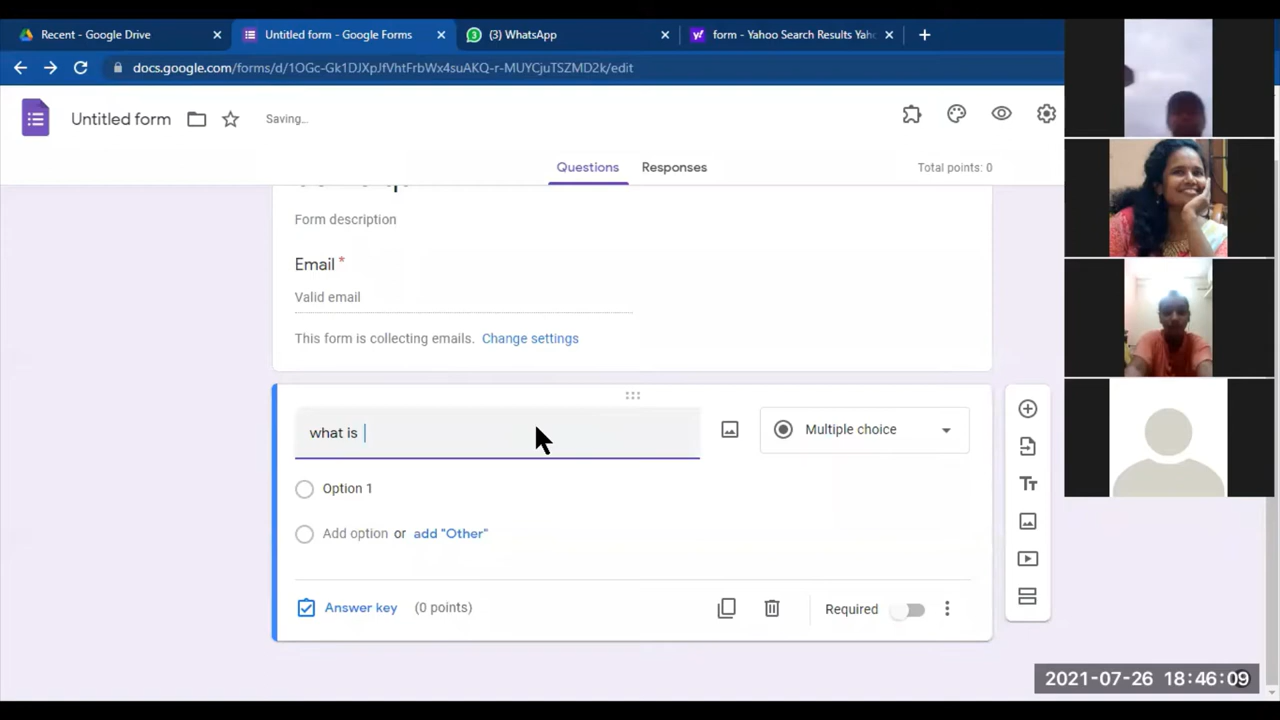 Recent - Google Drive
Untitled form - Google Forms
(3) WhatsApp
form - Yahoo Search Results Yah
docs.google.com/forms/d/1OGc-Gk1DJXpJfVhtFrbWx4suAKQ-r-MUYCjuTSZMD2k/edit
Untitled form
Saving...
Questions
Responses
Total points: 0
Form description
Email *
Valid email
This form is collecting emails. Change settings
what is
Multiple choice
Option 1
Add option or add "Other"
Answer key (0 points)
Required
2021-07-26 18:46:09